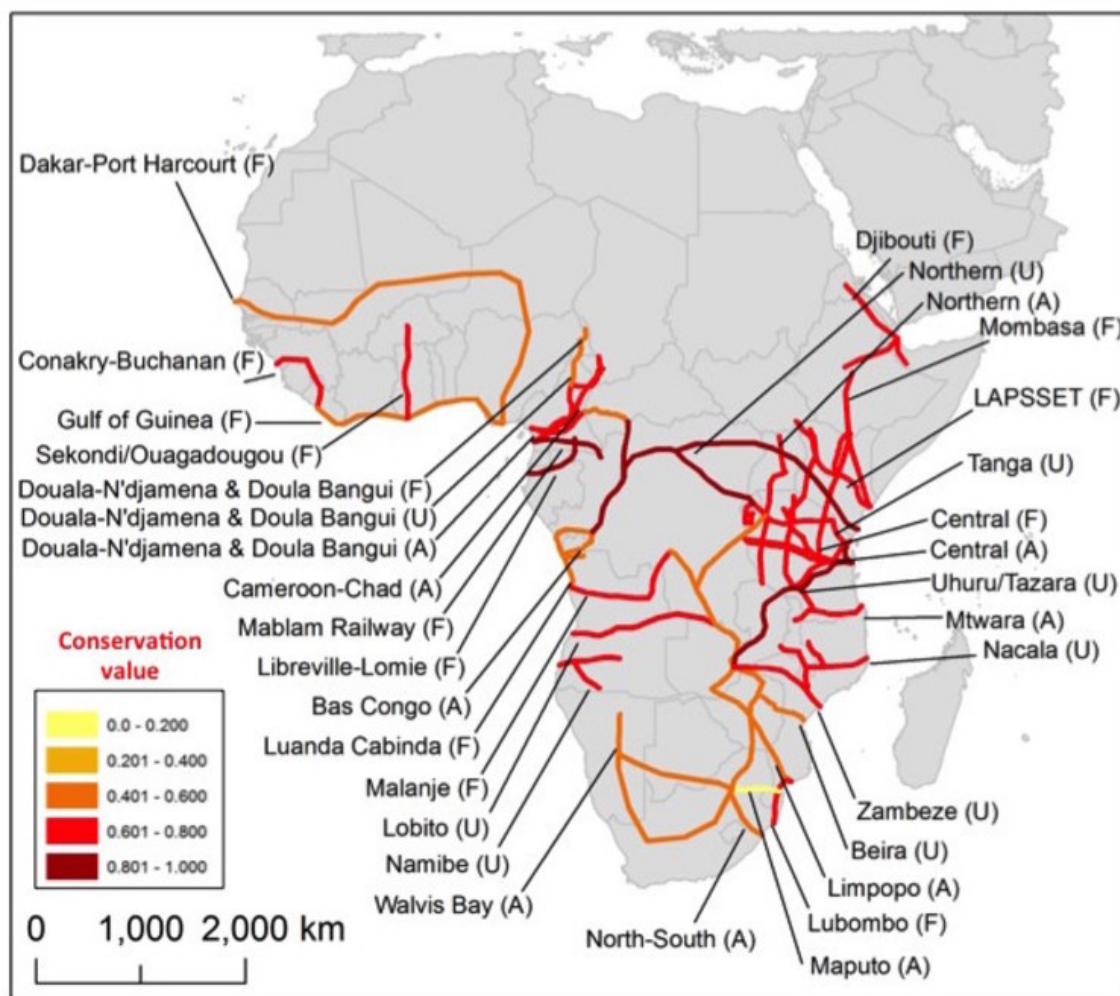 Dakar-Port Harcourt (F)
Conakry-Buchanan (F)
Gulf of Guinea (F)
Sekondi/Ouagadougou (F)
Douala-N'djamena & Doula Bangui (F)
Douala-N'djamena & Doula Bangui (U)
Douala-N'djamena & Doula Bangui (A)
Cameroon-Chad (A)
Mablam Railway (F)
Libreville-Lomie (F)
Bas Congo (A)
Luanda Cabinda (F)
Malanje (F)
Lobito (U)
Namibe (U)
Walvis Bay (A)
North-South (A)
Djibouti (F)
Northern (U)
Northern (A)
Mombasa (F)
LAPSSET (F)
Tanga (U)
Central (F)
Central (A)
Uhuru/Tazara (U)
Mtwara (A)
Nacala (U)
Zambeze (U)
Beira (U)
Limpopo (A)
Lubombo (F)
Maputo (A)
Conservation
value
0.0 - 0.200
0.201 - 0.400
0.401 - 0.600
0.601 - 0.800
0.801 - 1.000
0 1,000 2,000 km